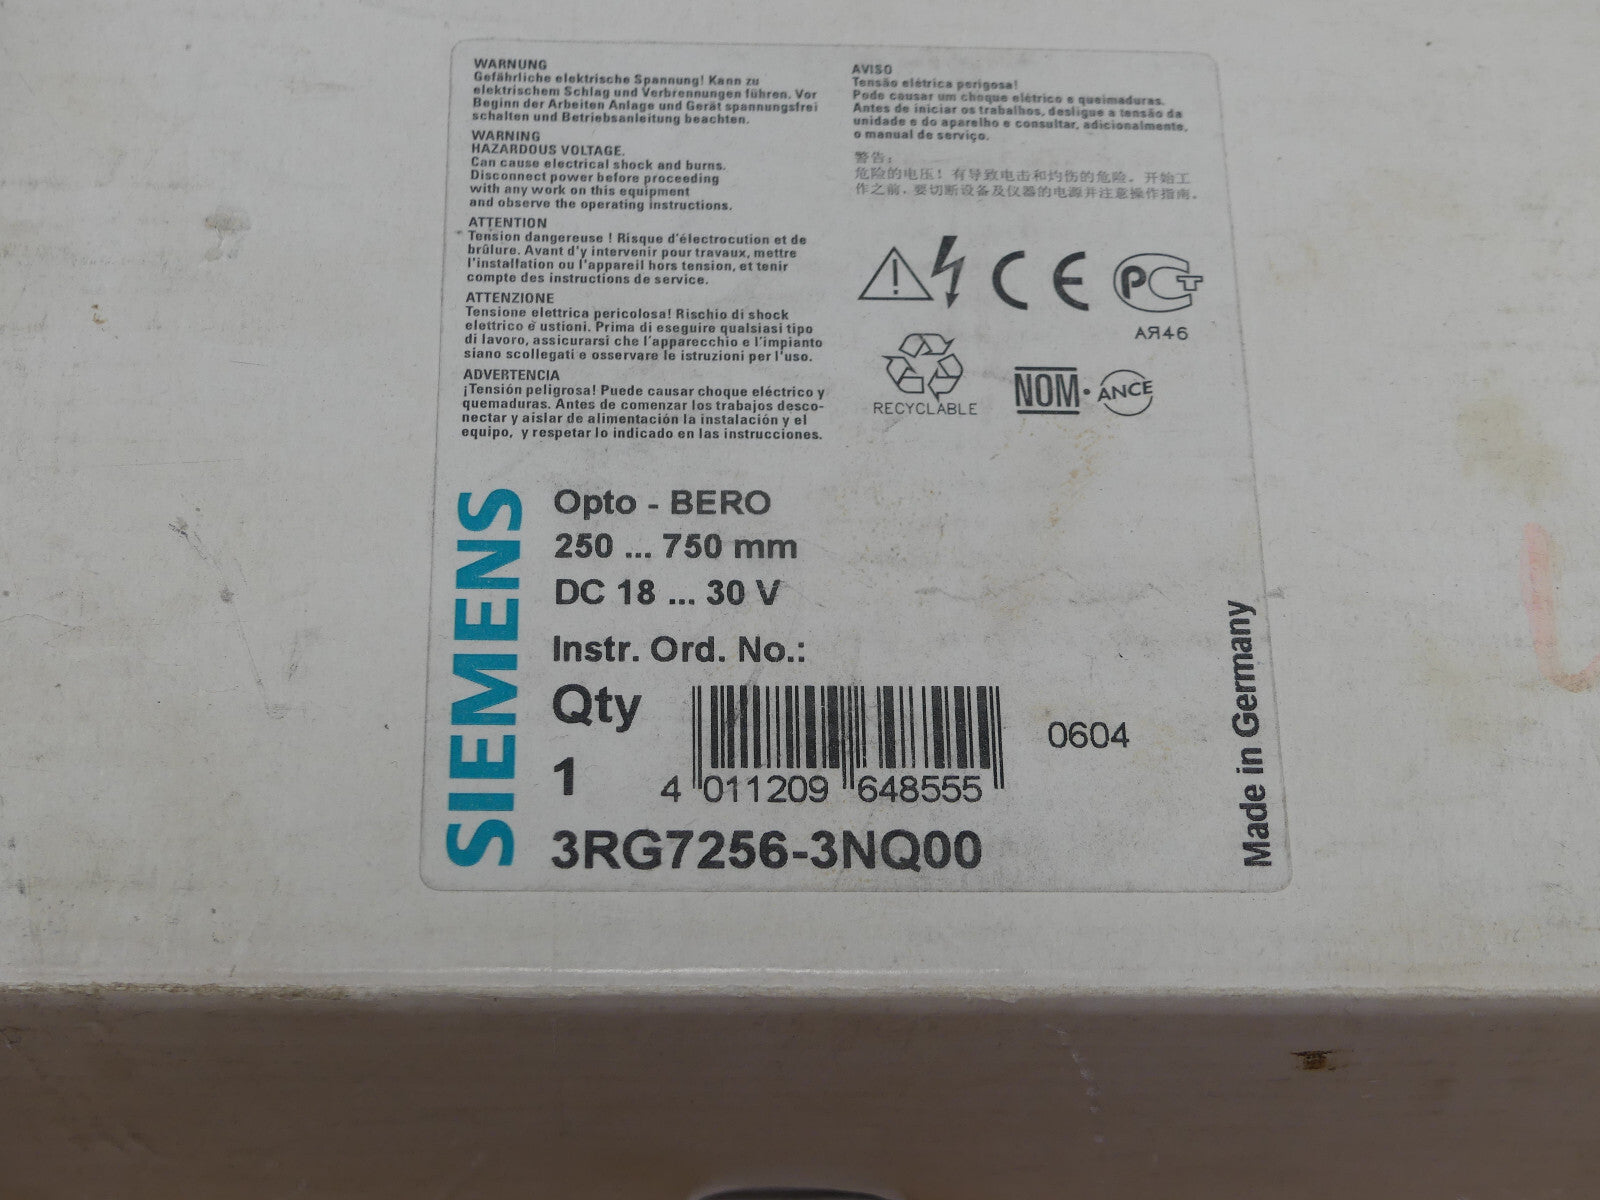 WARNUNG
Gefährliche elektrische Spannung! Kann zu
elektrischem Schlag und Verbrennungen führen. Vor
Beginn der Arbeiten Anlage und Gerät spannungsfrei
schalten und Betriebsanleitung beachten.
WARNING
HAZARDOUS VOLTAGE.
Can cause electrical shock and burns.
Disconnect power before proceeding
with any work on this equipment
and observe the operating instructions.
ATTENTION
Tension dangereuse ! Risque d'électrocution et de
brûlure. Avant d'y intervenir pour travaux, mettre
l'installation ou l'appareil hors tension, et tenir
compte des instructions de service.
ATTENZIONE
Tensione elettrica pericolosa! Rischio di shock
elettrico e ustioni. Prima di eseguire qualsiasi tipo
di lavoro, assicurarsi che l'apparecchio e l'impianto
siano scollegati e osservare le istruzioni per l'uso.
ADVERTENCIA
¡Tensión peligrosa! Puede causar choque eléctrico y
quemaduras. Antes de comenzar los trabajos desco-
nectar y aislar de alimentación la instalación y el
equipo, y respetar lo indicado en las instrucciones.
AVISO
Tensão elétrica perigosa!
Pode causar um choque elétrico e queimaduras.
Antes de iniciar os trabalhos, desligue a tensão da
unidade e do aparelho e consultar, adicionalmente,
o manual de serviço.
警告：
危险的电压！有导致电击和灼伤的危险。开始工
作之前，要切断设备及仪器的电源并注意操作指南。
CE
PCT
AЯ46
RECYCLABLE
NOM·ANCE
SIEMENS
Opto - BERO
250 ... 750 mm
DC 18 ... 30 V
Instr. Ord. No.:
Qty
1
4 011209 648555
0604
3RG7256-3NQ00
Made in Germany